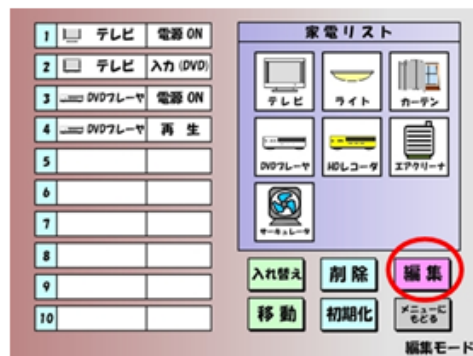 1 テレビ 電源 ON
2 テレビ 入力 (DVD)
3 DVDプレーヤ 電源 ON
4 DVDプレーヤ 再 生
5
6
7
8
9
10
家電リスト
テレビ ライト カーテン
DVDプレーヤ HDレコーダ エアクリーナ
サーキュレータ
入れ替え 削除 編集
移動 初期化 メニューにもどる
編集モード